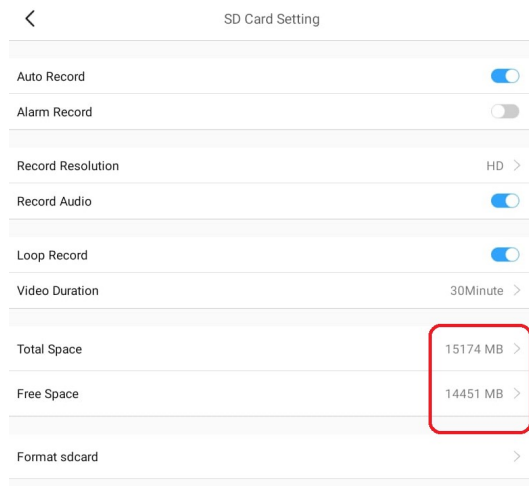 SD Card Setting
Auto Record
Alarm Record
Record Resolution HD
Record Audio
Loop Record
Video Duration 30Minute
Total Space 15174 MB
Free Space 14451 MB
Format sdcard